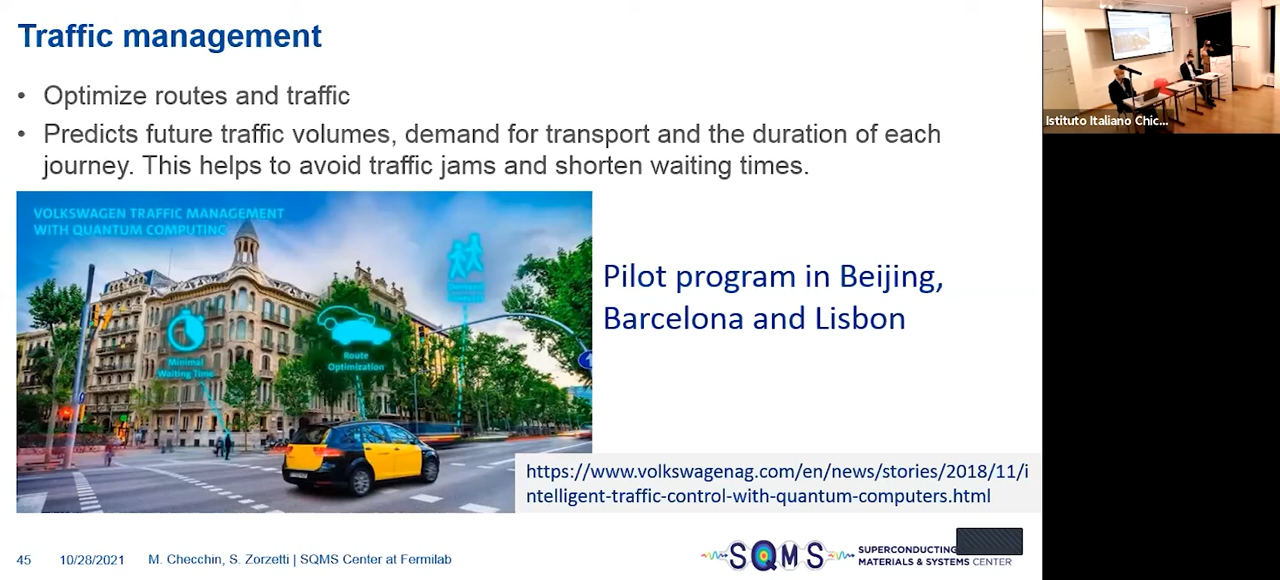 Traffic management
• Optimize routes and traffic
• Predicts future traffic volumes, demand for transport and the duration of each
journey. This helps to avoid traffic jams and shorten waiting times.
VOLKSWAGEN TRAFFIC MANAGEMENT
WITH QUANTUM COMPUTING
Minimal
Waiting Time
Route
Optimization
Pilot program in Beijing,
Barcelona and Lisbon
https://www.volkswagenag.com/en/news/stories/2018/11/i
ntelligent-traffic-control-with-quantum-computers.html
45 10/28/2021 M. Checchin, S. Zorzetti | SQMS Center at Fermilab
SQMS
SUPERCONDUCTING
MATERIALS & SYSTEMS CENTER
Istituto Italiano Chic...